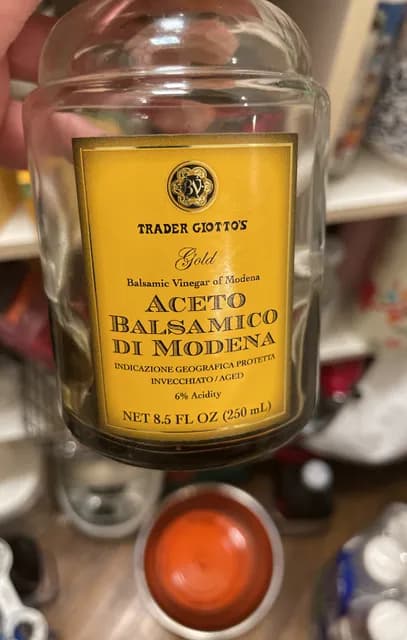 BV
TRADER GIOTTO'S
Gold
Balsamic Vinegar of Modena
ACETO
BALSAMICO
DI MODENA
INDICAZIONE GEOGRAFICA PROTETTA
INVECCHIATO / AGED
6% Acidity
NET 8.5 FL OZ (250 mL)